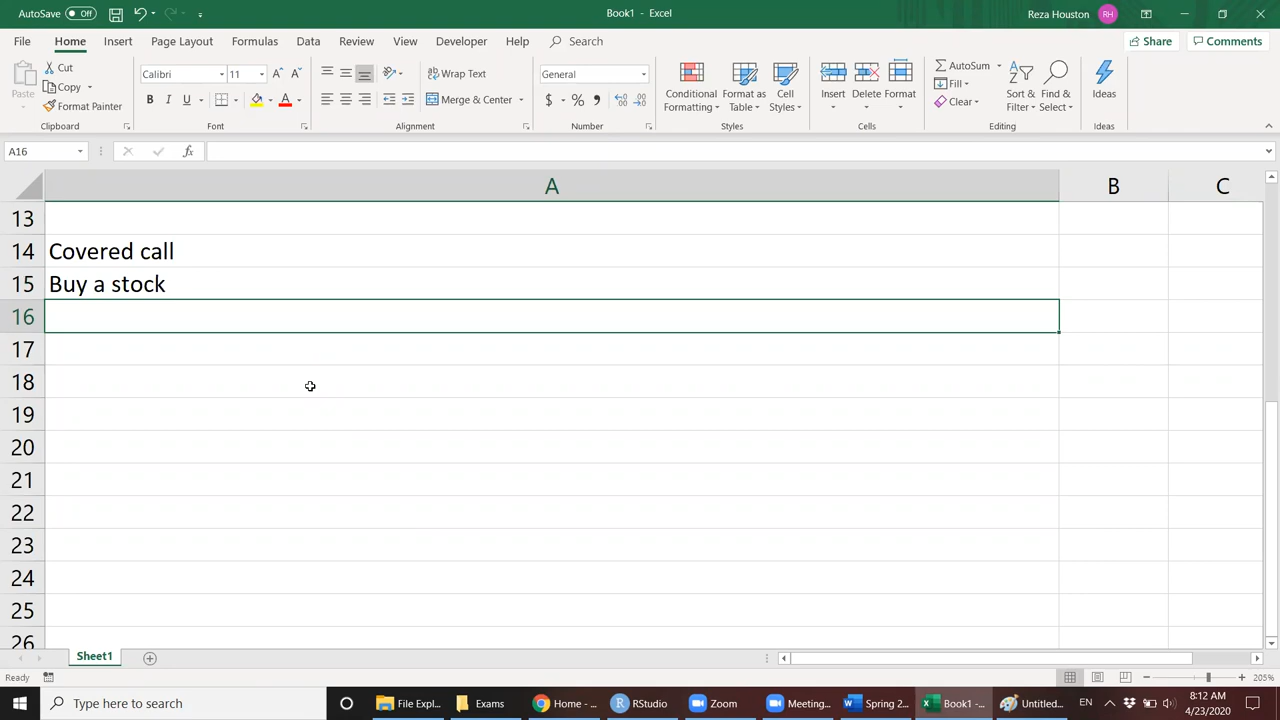 AutoSave Off Book1 - Excel Reza Houston RH
File Home Insert Page Layout Formulas Data Review View Developer Help Search Share Comments
Paste Cut Copy Format Painter Clipboard
Calibri 11 A A B I U A Font
Wrap Text Merge & Center Alignment
General $ % , Number
Conditional Formatting Format as Table Cell Styles Styles
Insert Delete Format Cells
AutoSum Fill Clear Sort & Filter Find & Select Editing
Ideas Ideas
A16 fx
A B C
13
14 Covered call
15 Buy a stock
16
17
18
19
20
21
22
23
24
25
26
Sheet1
Ready 205%
Type here to search File Expl... Exams Home - ... RStudio Zoom Meeting... Spring 2... Book1 -... Untitled... EN 8:12 AM
4/23/2020